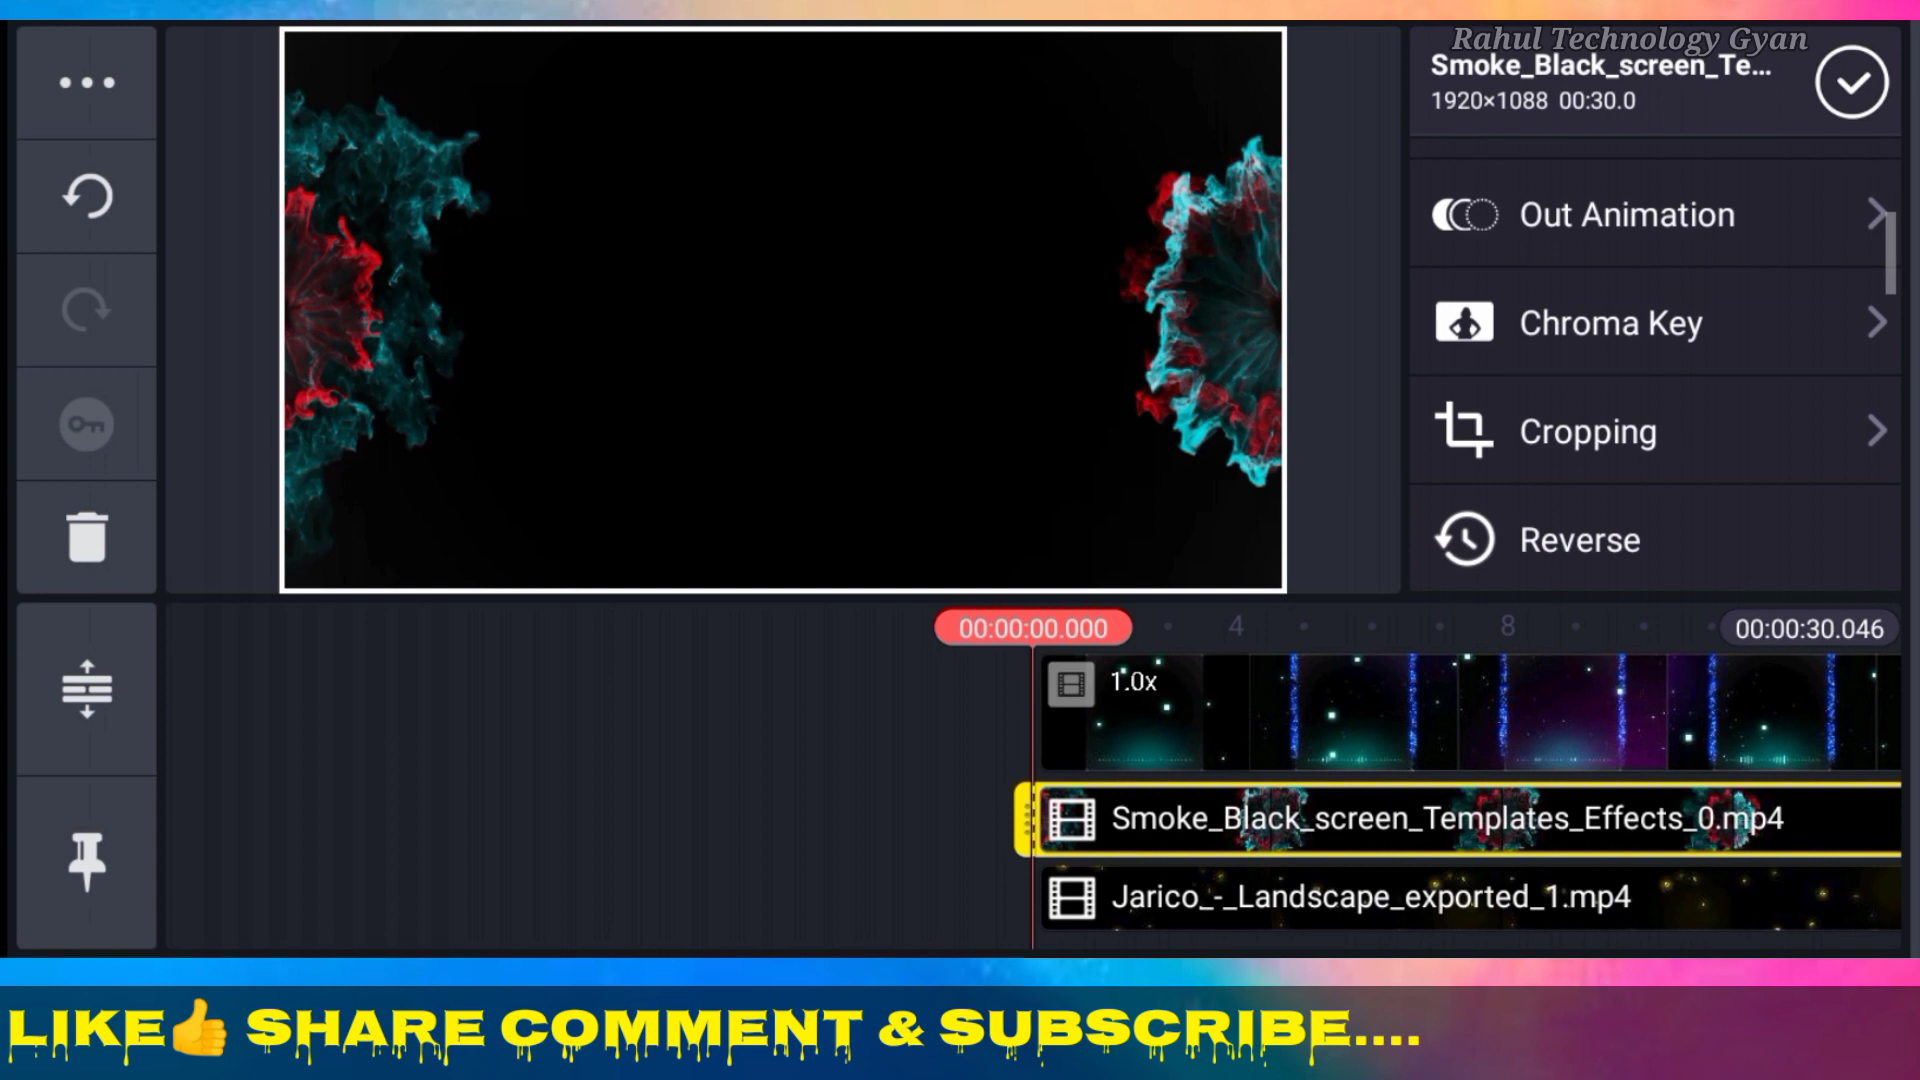 Rahul Technology Gyan
Smoke_Black_screen_Te...
1920×1088 00:30.0
Out Animation
Chroma Key
Cropping
Reverse
00:00:00.000
4
8
00:00:30.046
1.0x
Smoke_Black_screen_Templates_Effects_0.mp4
Jarico_-_Landscape_exported_1.mp4
LIKE👍 SHARE COMMENT & SUBSCRIBE....